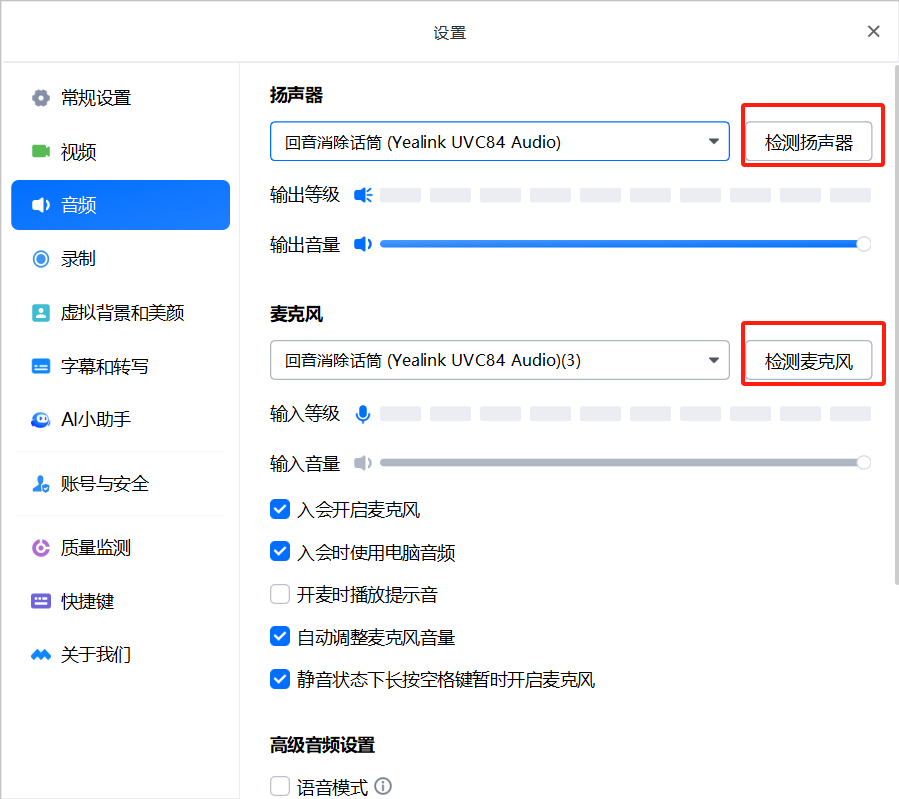 设置
常规设置
视频
音频
录制
虚拟背景和美颜
字幕和转写
AI小助手
账号与安全
质量监测
快捷键
关于我们
扬声器
回音消除话筒 (Yealink UVC84 Audio)
检测扬声器
输出等级
输出音量
麦克风
回音消除话筒 (Yealink UVC84 Audio)(3)
检测麦克风
输入等级
输入音量
入会开启麦克风
入会时使用电脑音频
开麦时播放提示音
自动调整麦克风音量
静音状态下长按空格键暂时开启麦克风
高级音频设置
语音模式